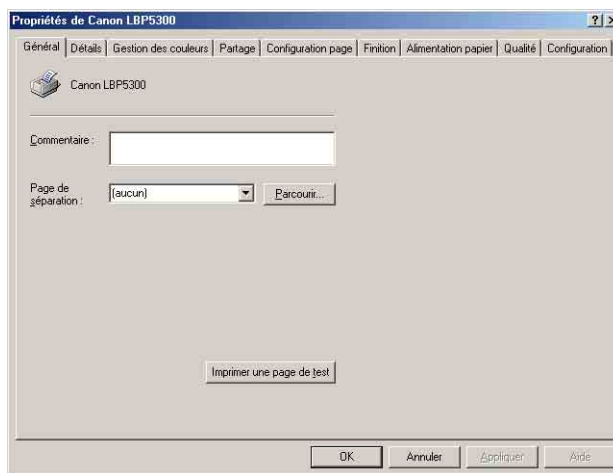 Propriétés de Canon LBP5300
Général Détails Gestion des couleurs Partage Configuration page Finition Alimentation papier Qualité Configuration
Canon LBP5300
Commentaire :
Page de
séparation :
(aucun)
Parcourir...
Imprimer une page de test
OK Annuler Appliquer Aide